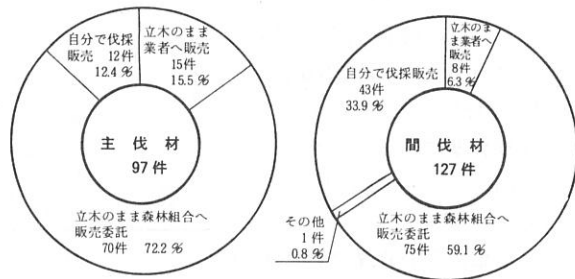 自分で伐採
販売 12件
12.4 %
立木のまま
業者へ販売
15件
15.5 %
主伐材
97件
立木のまま森林組合へ
販売委託
70件 72.2 %
立木のま
ま業者へ
販売
8件
6.3 %
自分で伐採販売
43件
33.9 %
間伐材
127件
その他
1件
0.8 %
立木のまま森林組合へ
販売委託
75件 59.1 %